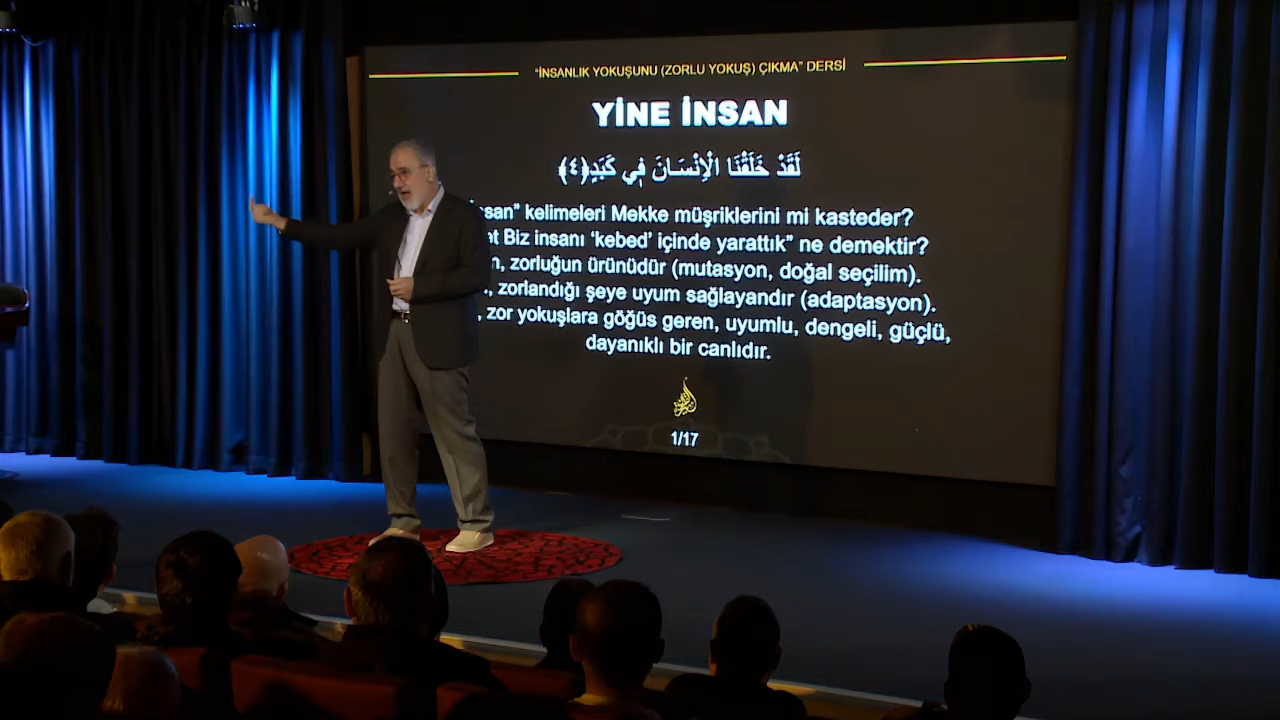 “İNSANLIK YOKUŞUNU (ZORLU YOKUŞ) ÇIKMA” DERSİ
YİNE İNSAN
لَقَدْ خَلَقْنَا الْاِنْسَانَ ف۪ي كَبَدٍ﴿٤﴾
kelimeleri Mekke müşriklerini mi kasteder?
Biz insanı ‘kebed’ içinde yarattık” ne demektir?
zorluğun ürünüdür (mutasyon, doğal seçilim).
zorlandığı şeye uyum sağlayandır (adaptasyon).
, zor yokuşlara göğüs geren, uyumlu, dengeli, güçlü,
dayanıklı bir canlıdır.
1/17